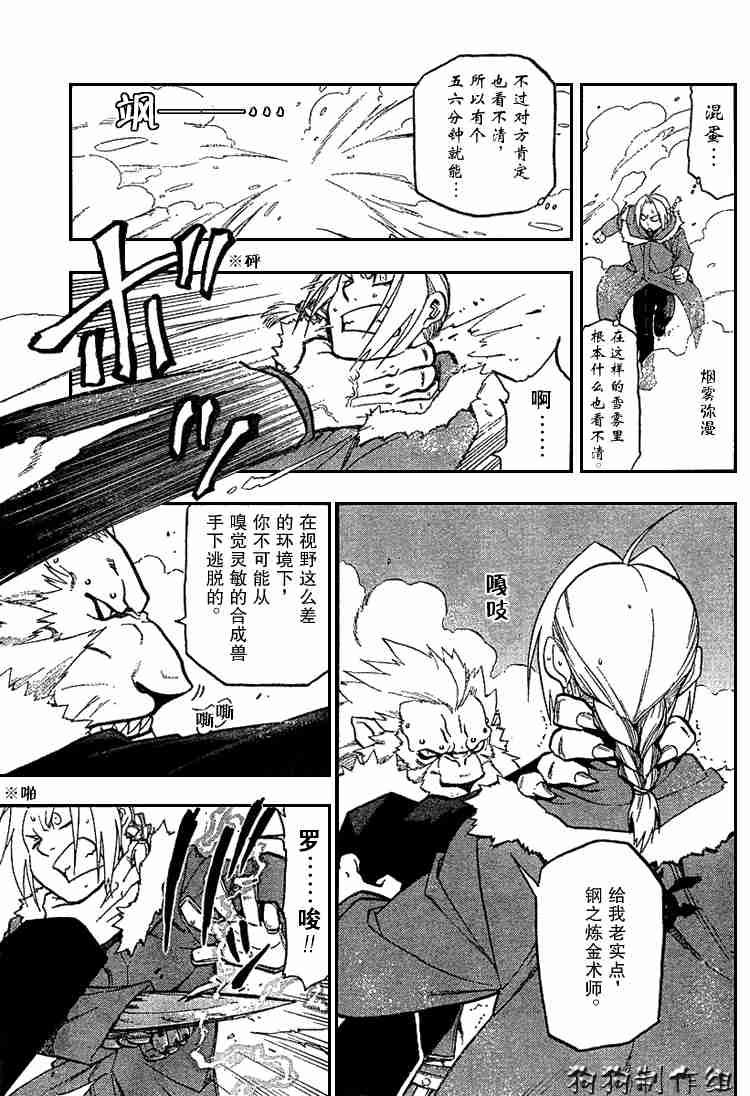 混蛋…
烟雾弥漫
在这样的雪雾里
根本什么也看不清。
不过对方肯定
也看不清，
所以有个
五六分钟就能…
飒———…
※砰
ガッ
啊……
嘎吱
给我老实点，
钢之炼金术师。
在视野这么差
的环境下，
你不可能从
嗅觉灵敏的合成兽
手下逃脱的。
嘶
嘶
※啪
罗……
唆!!
狗狗制作组